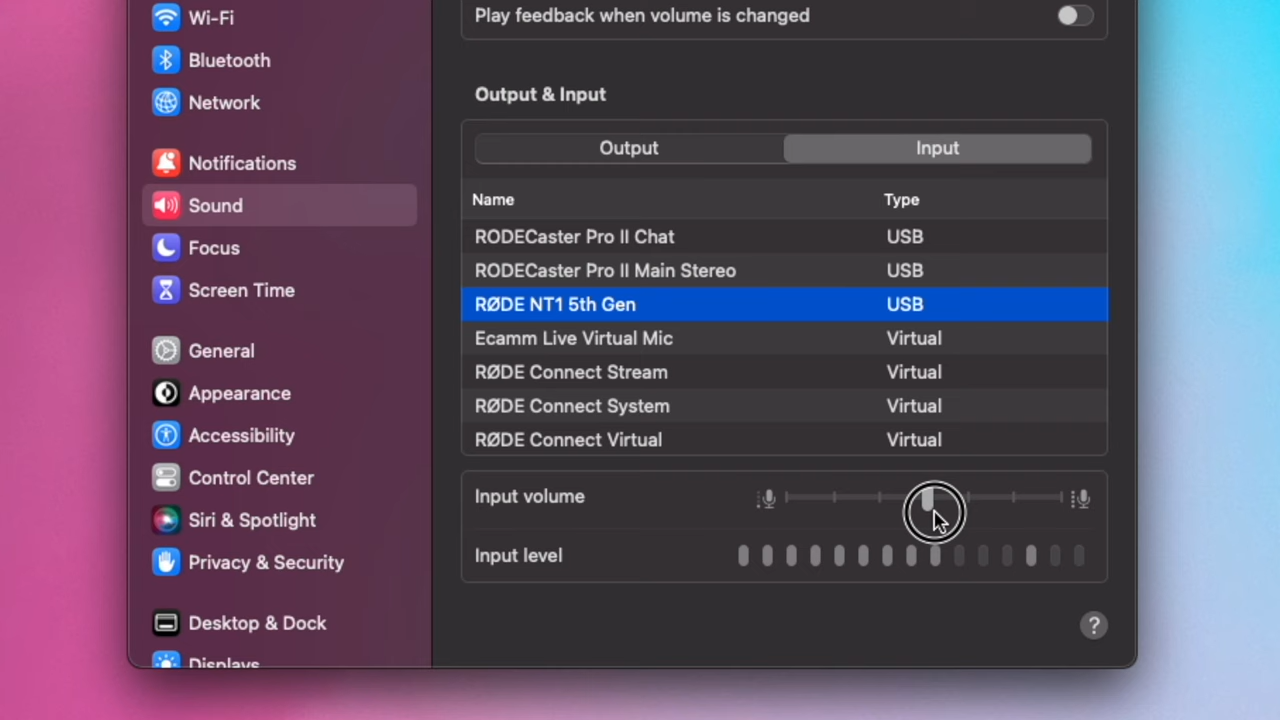 Wi-Fi
Bluetooth
Network
Notifications
Sound
Focus
Screen Time
General
Appearance
Accessibility
Control Center
Siri & Spotlight
Privacy & Security
Desktop & Dock
Displays
Play feedback when volume is changed
Output & Input
Output Input
Name Type
RODECaster Pro II Chat USB
RODECaster Pro II Main Stereo USB
RØDE NT1 5th Gen USB
Ecamm Live Virtual Mic Virtual
RØDE Connect Stream Virtual
RØDE Connect System Virtual
RØDE Connect Virtual Virtual
Input volume
Input level
?